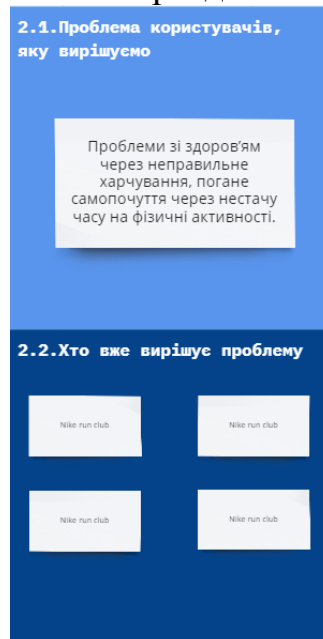 2.1.Проблема користувачів,
яку вирішуємо
Проблеми зі здоров’ям
через неправильне
харчування, погане
самопочуття через нестачу
часу на фізичні активності.
2.2.Хто вже вирішує проблему
Nike run club
Nike run club
Nike run club
Nike run club